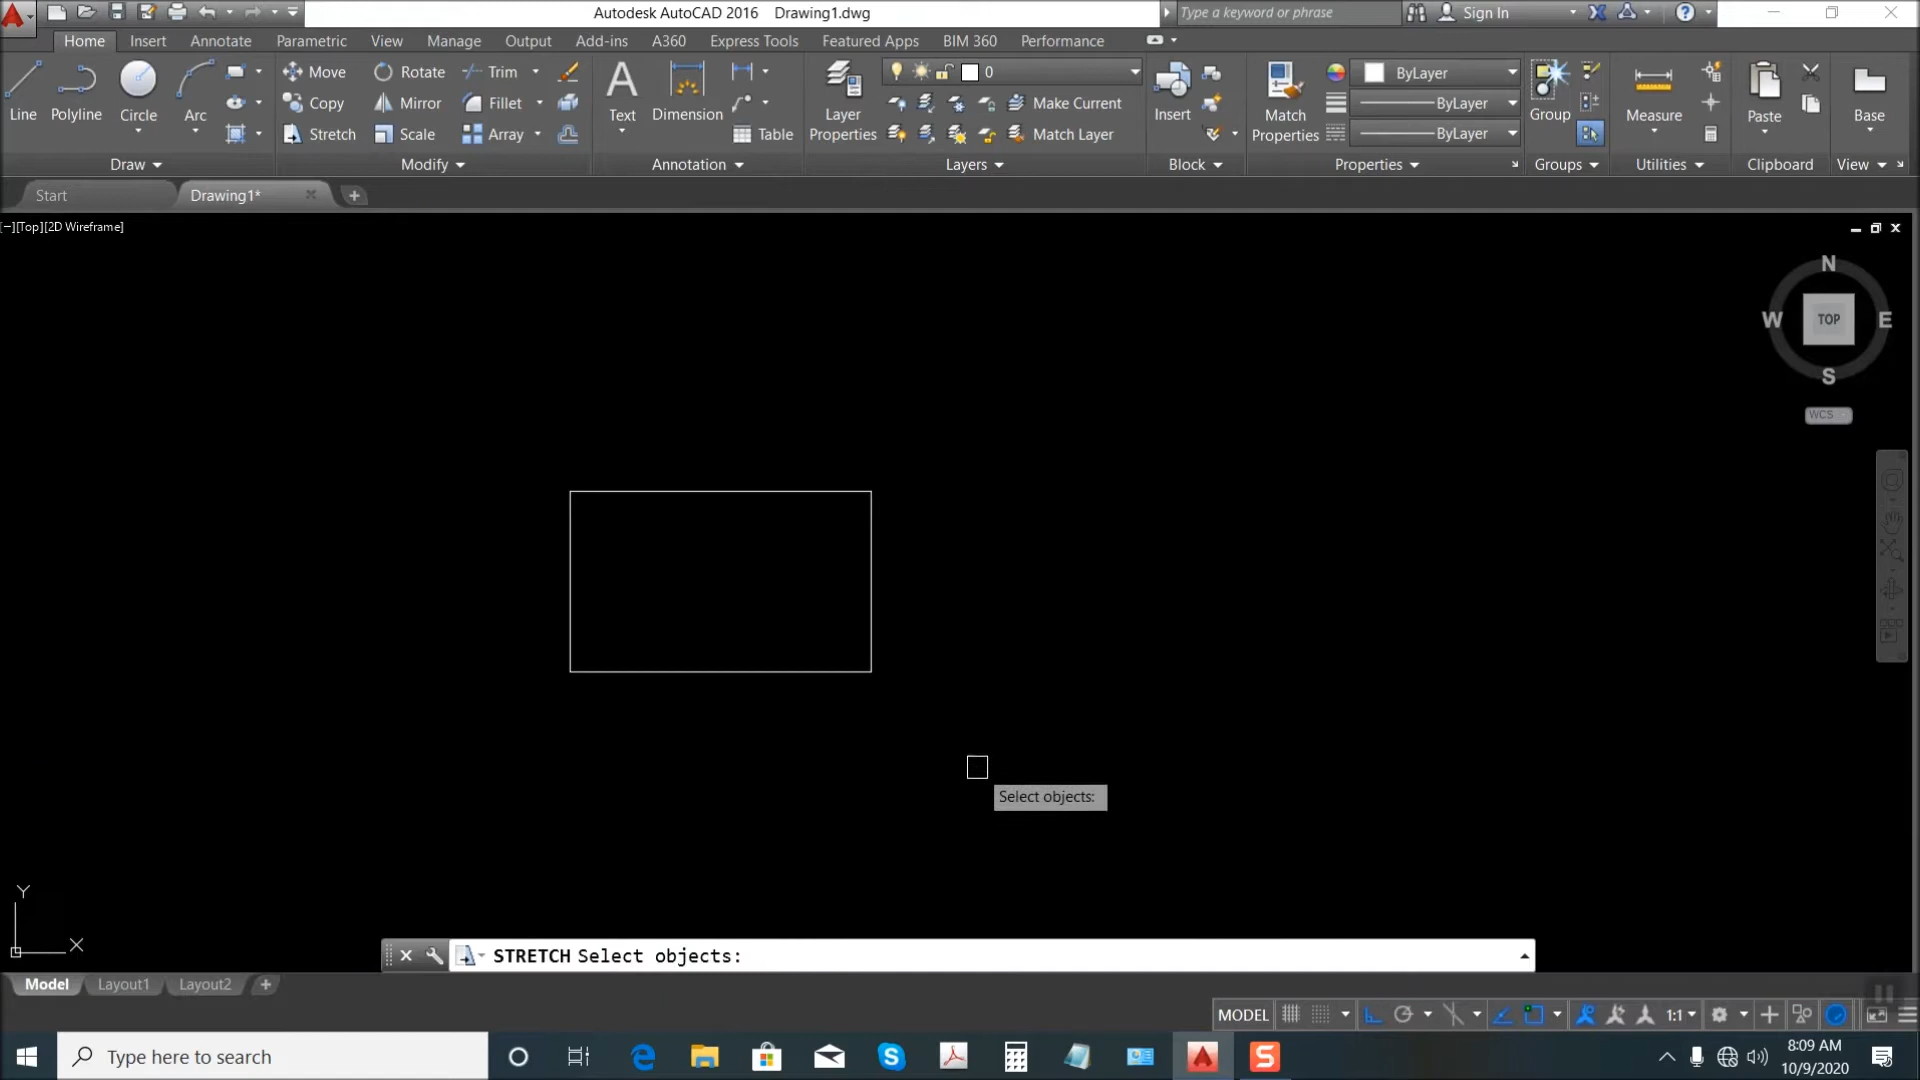 Autodesk AutoCAD 2016 Drawing1.dwg
Type a keyword or phrase
Sign In
Home Insert Annotate Parametric View Manage Output Add-ins A360 Express Tools Featured Apps BIM 360 Performance
Line Polyline Circle Arc
Move Rotate Trim
Copy Mirror Fillet
Stretch Scale Array
Text Dimension
Table
Layer
Properties
0
Make Current
Match Layer
Insert
Match
Properties
ByLayer
ByLayer
ByLayer
Group
Measure
Paste
Base
Draw Modify Annotation Layers Block Properties Groups Utilities Clipboard View
Start Drawing1*
[−][Top][2D Wireframe]
N
W TOP E
S
WCS
Select objects:
Y
X
STRETCH Select objects:
Model Layout1 Layout2
MODEL 1:1
Type here to search
8:09 AM
10/9/2020